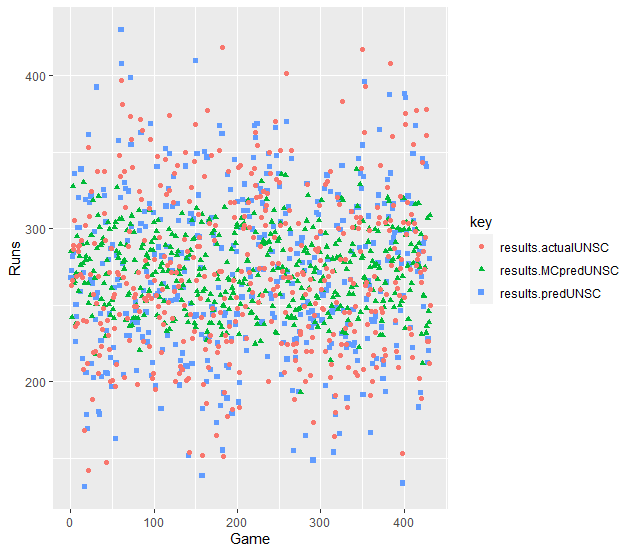 400
300
200
Runs
0
100
200
300
400
Game
key
results.actualUNSC
results.MCpredUNSC
results.predUNSC